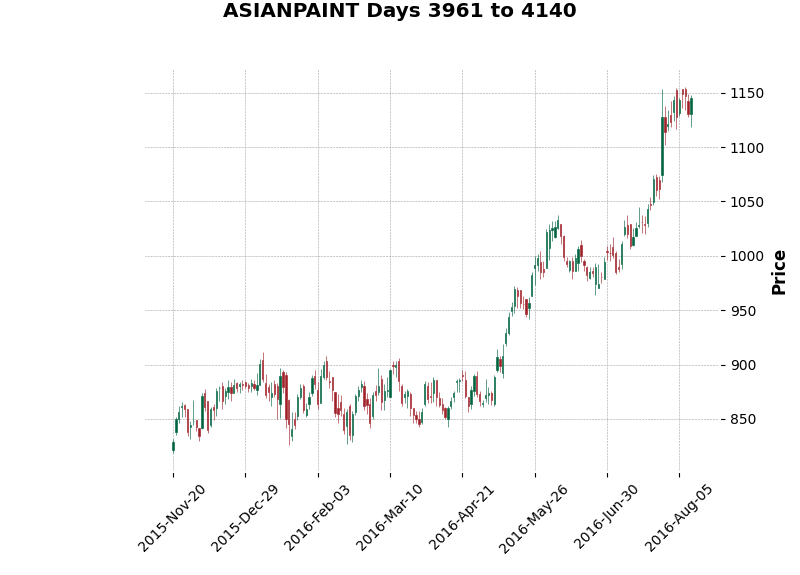 ASIANPAINT Days 3961 to 4140
1150
1100
1050
1000
950
900
850
Price
2015-Nov-20
2015-Dec-29
2016-Feb-03
2016-Mar-10
2016-Apr-21
2016-May-26
2016-Jun-30
2016-Aug-05